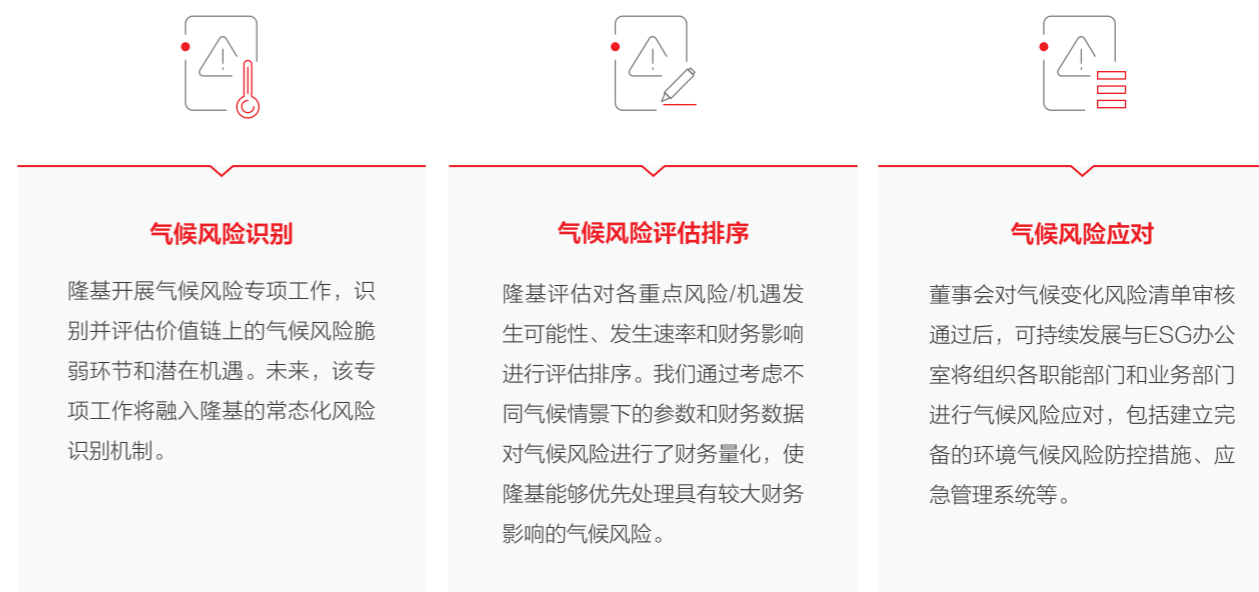 气候风险识别
隆基开展气候风险专项工作，识
别并评估价值链上的气候风险脆
弱环节和潜在机遇。未来，该专
项工作将融入隆基的常态化风险
识别机制。
气候风险评估排序
隆基评估对各重点风险/机遇发
生可能性、发生速率和财务影响
进行评估排序。我们通过考虑不
同气候情景下的参数和财务数据
对气候风险进行了财务量化，使
隆基能够优先处理具有较大财务
影响的气候风险。
气候风险应对
董事会对气候变化风险清单审核
通过后，可持续发展与ESG办公
室将组织各职能部门和业务部门
进行气候风险应对，包括建立完
备的环境气候风险防控措施、应
急管理系统等。